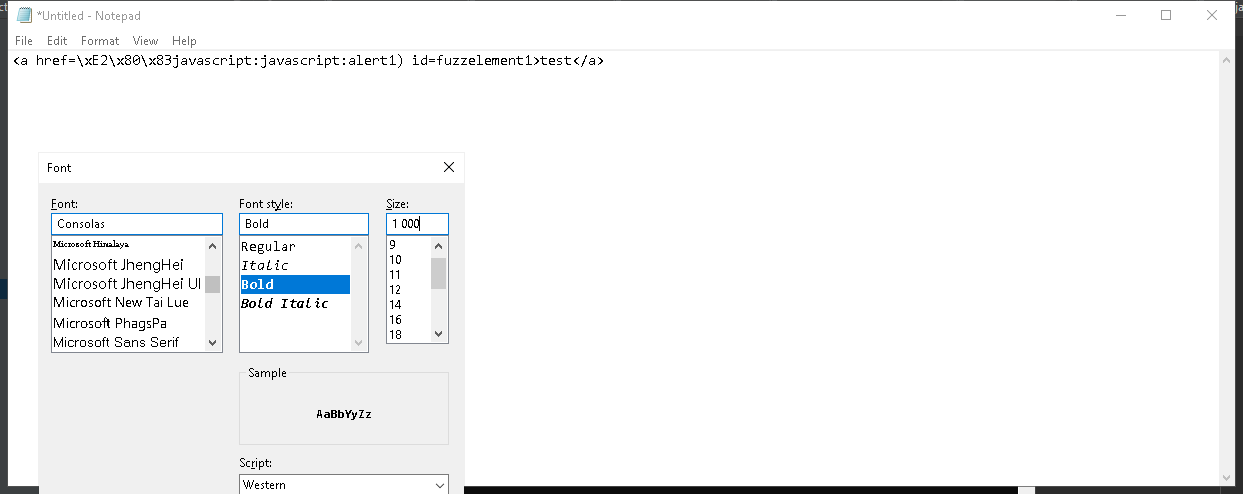 *Untitled - Notepad
File Edit Format View Help
<a href=\xE2\x80\x83javascript:javascript:alert1) id=fuzzelement1>test</a>
Font
Font: Font style: Size:
Consolas Bold 1 000
Microsoft Himalaya Regular 9
Microsoft JhengHei Italic 10
Microsoft JhengHei UI Bold 11
Microsoft New Tai Lue Bold Italic 12
Microsoft PhagsPa 14
Microsoft Sans Serif 16
18
Sample
AaBbYyZz
Script:
Western